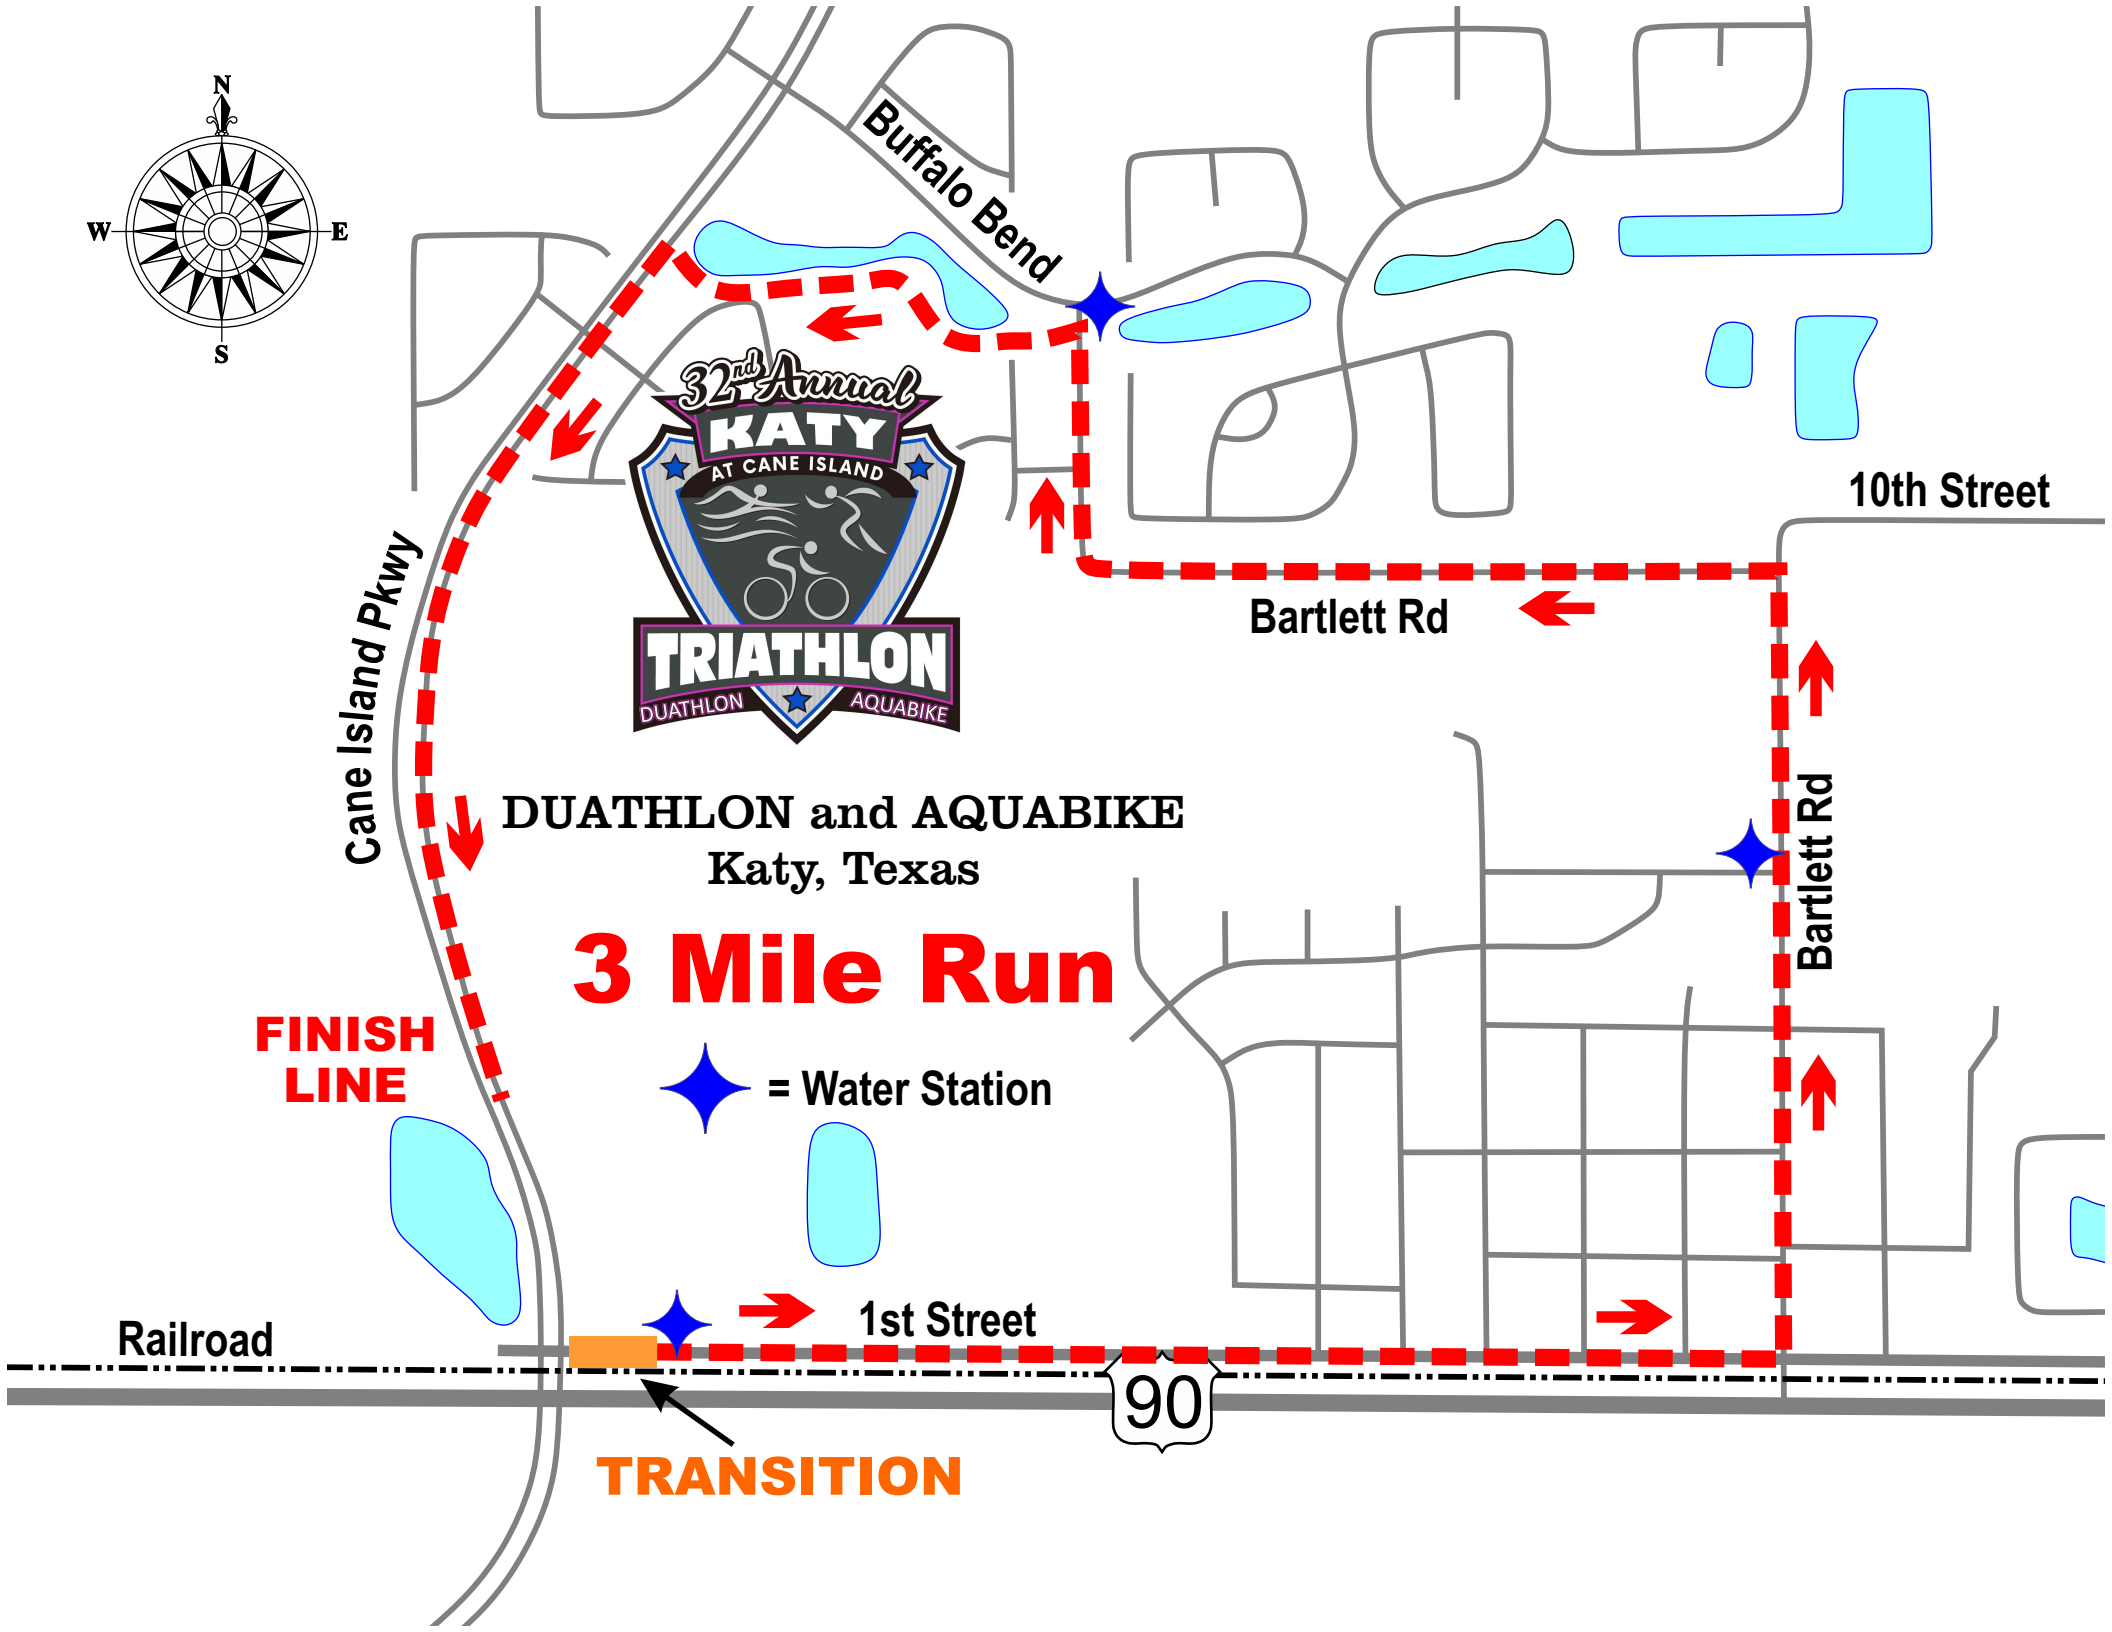 N
W
E
S
Buffalo Bend
32nd Annual
KATY
AT CANE ISLAND
TRIATHLON
DUATHLON
AQUABIKE
10th Street
Bartlett Rd
Cane Island Pkwy
Bartlett Rd
DUATHLON and AQUABIKE
Katy, Texas
3 Mile Run
FINISH
LINE
= Water Station
1st Street
Railroad
90
TRANSITION